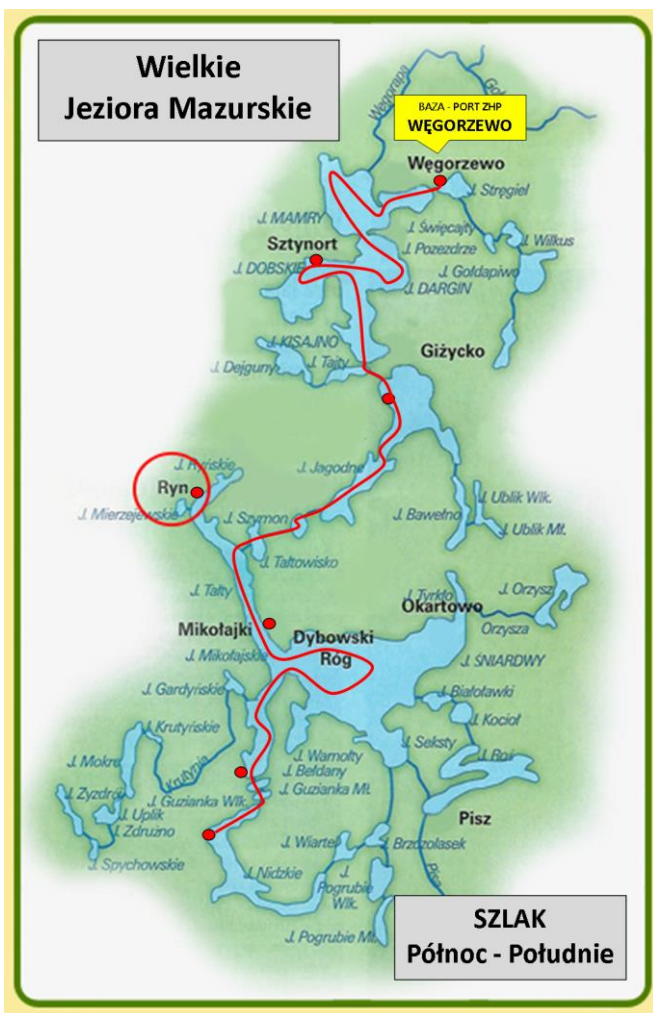 Wielkie
Jeziora Mazurskie
Węgorapa
Goł
BAZA - PORT ZHP
WĘGORZEWO
Węgorzewo
J. Stręgiel
J. MAMRY
J. Święcajty
J. Wilkus
Sztynort
J. Pozezdrze
J. DOBSKIE
J. Gołdapiwo
J. DARGIN
J. KISAJNO
Giżycko
J. Tajty
J. Dejguny
J. Ryńskie
J. Jagodne
Ryn
J. Ublik Wlk.
J. Mierzejewskie
J. Szymon
J. Bawełno
J. Ublik Mł.
J. Tałtowisko
J. Tałty
J. Tyrkło
J. Orzysz
Okartowo
Orzysza
Mikołajki
Dybowski
Róg
J. Mikołajskie
J. ŚNIARDWY
J. Gardyńskie
J. Białoławki
J. Krutyńskie
J. Kocioł
J. Seksty
J. Warnołty
J. Roś
J. Mokre
Krutynia
J. Bełdany
J. Zyzdrój
J. Guzianka Wlk.
J. Guzianka Mł.
J. Uplik
Pisz
J. Zdrużno
J. Wiartel
J. Brzozolasek
J. Spychowskie
J. Nidzkie
J.
Pogrubie
Wlk.
Pisa
J. Pogrubie Mł.
SZLAK
Północ - Południe